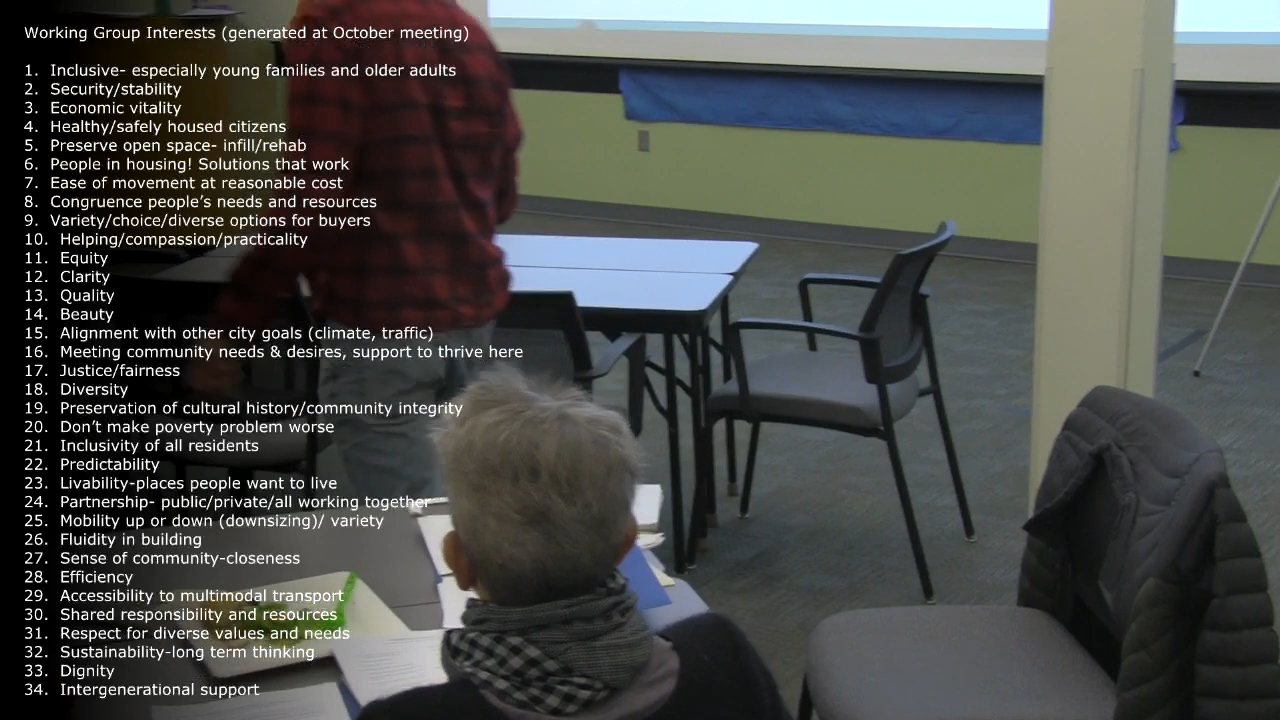 Working Group Interests (generated at October meeting)
1. Inclusive- especially young families and older adults
2. Security/stability
3. Economic vitality
4. Healthy/safely housed citizens
5. Preserve open space- infill/rehab
6. People in housing! Solutions that work
7. Ease of movement at reasonable cost
8. Congruence people’s needs and resources
9. Variety/choice/diverse options for buyers
10. Helping/compassion/practicality
11. Equity
12. Clarity
13. Quality
14. Beauty
15. Alignment with other city goals (climate, traffic)
16. Meeting community needs & desires, support to thrive here
17. Justice/fairness
18. Diversity
19. Preservation of cultural history/community integrity
20. Don’t make poverty problem worse
21. Inclusivity of all residents
22. Predictability
23. Livability-places people want to live
24. Partnership- public/private/all working together
25. Mobility up or down (downsizing)/ variety
26. Fluidity in building
27. Sense of community-closeness
28. Efficiency
29. Accessibility to multimodal transport
30. Shared responsibility and resources
31. Respect for diverse values and needs
32. Sustainability-long term thinking
33. Dignity
34. Intergenerational support